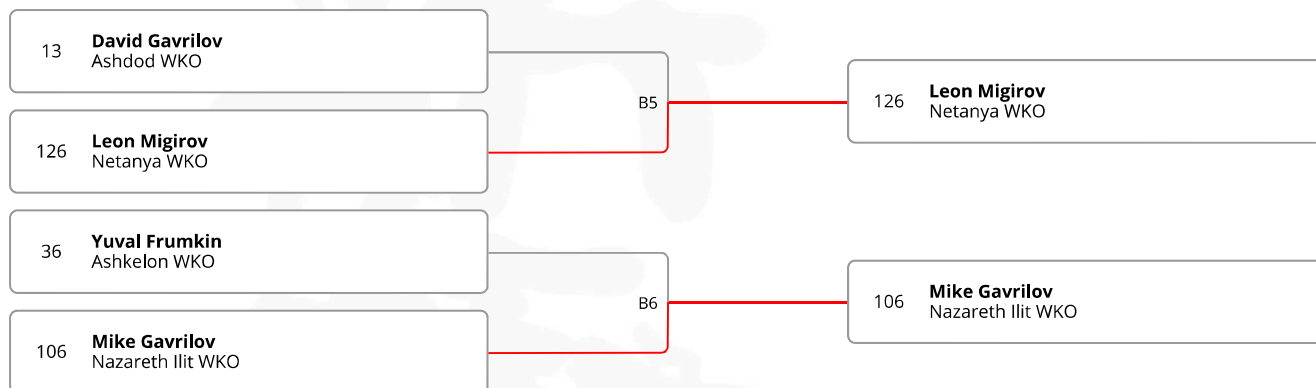 13
David Gavrilov
Ashdod WKO
126
Leon Migirov
Netanya WKO
B5
126
Leon Migirov
Netanya WKO
36
Yuval Frumkin
Ashkelon WKO
106
Mike Gavrilov
Nazareth Ilit WKO
B6
106
Mike Gavrilov
Nazareth Ilit WKO